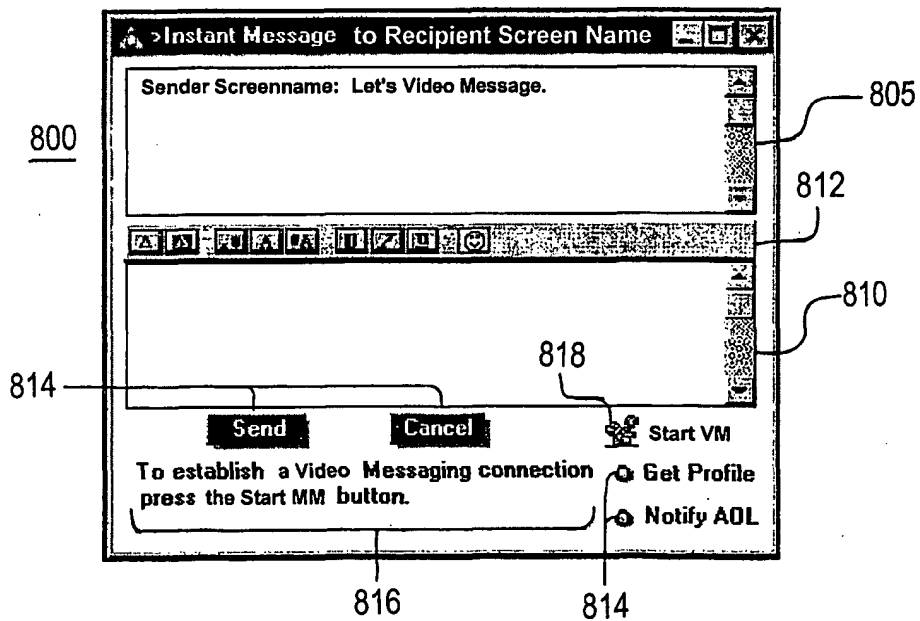 >Instant Message to Recipient Screen Name
Sender Screenname: Let's Video Message.
805
800
812
810
818
814
Send Cancel Start VM
To establish a Video Messaging connection
press the Start MM button.
Get Profile
Notify AOL
816
814